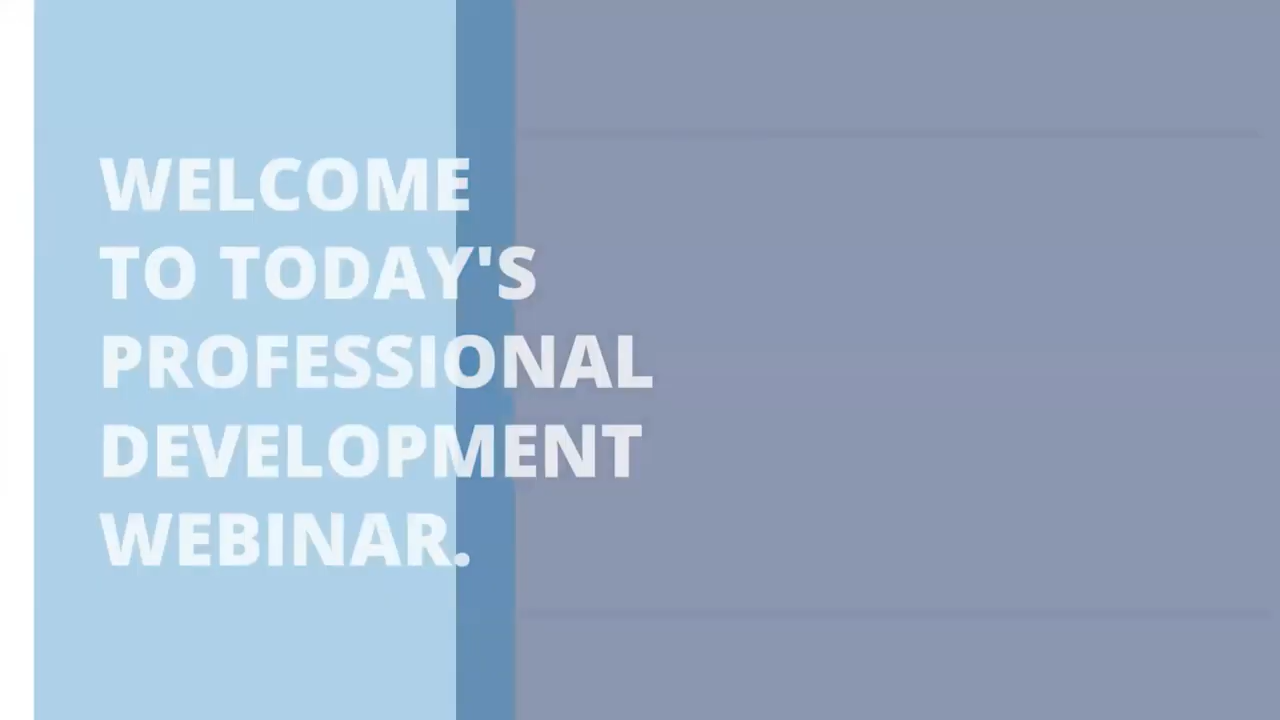 WELCOME
TO TODAY'S
PROFESSIONAL
DEVELOPMENT
WEBINAR.